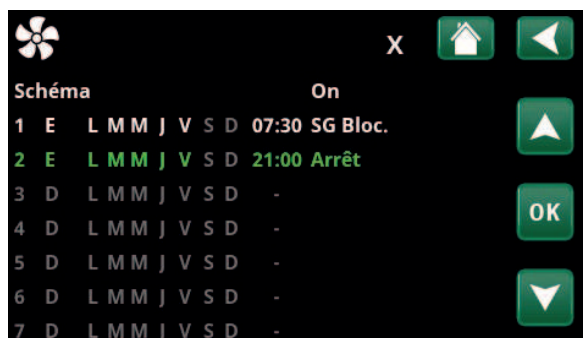 X
Schéma On
1 E L M M J V S D 07:30 SG Bloc.
2 E L M M J V S D 21:00 Arrêt
3 D L M M J V S D -
OK
4 D L M M J V S D -
5 D L M M J V S D -
6 D L M M J V S D -
7 D L M M J V S D -